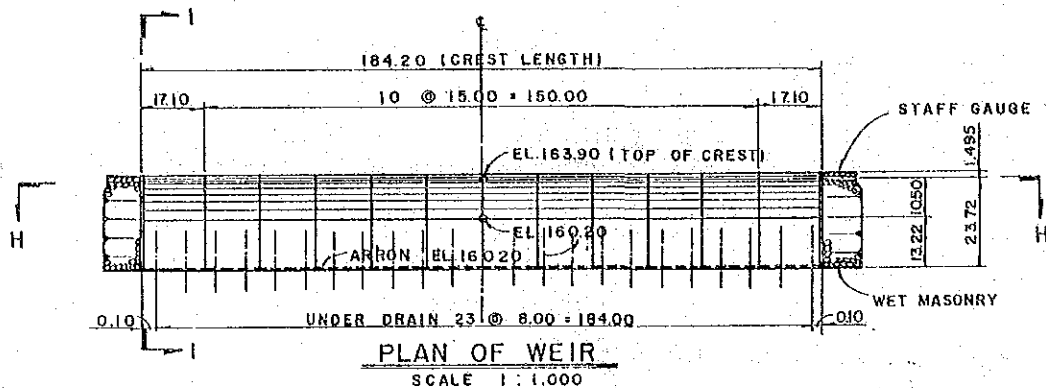 I
℄
184.20 (CREST LENGTH)
17.10
10 @ 15.00 = 150.00
17.10
STAFF GAUGE
1.495
EL.163.90 (TOP OF CREST)
H
H
10.50
23.72
13.22
EL.160.20
ARRON EL.160.20
WET MASONRY
0.10
UNDER DRAIN 23 @ 8.00 = 184.00
0.10
I
PLAN OF WEIR
SCALE 1 : 1,000